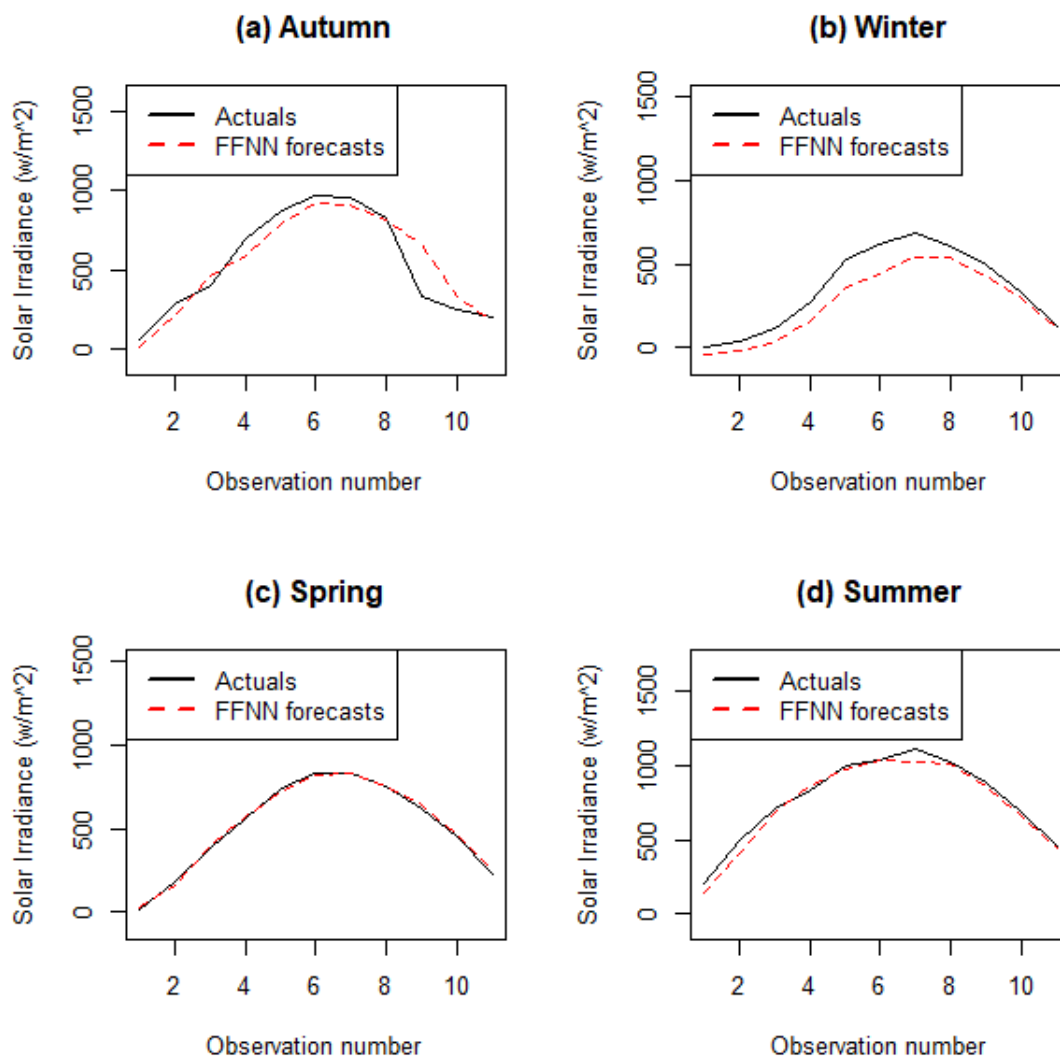 (a) Autumn
Solar Irradiance (w/m^2)
1500
1000
500
0
Actuals
FFNN forecasts
2 4 6 8 10
Observation number
(b) Winter
Solar Irradiance (w/m^2)
1500
1000
500
0
Actuals
FFNN forecasts
2 4 6 8 10
Observation number
(c) Spring
Solar Irradiance (w/m^2)
1500
1000
500
0
Actuals
FFNN forecasts
2 4 6 8 10
Observation number
(d) Summer
Solar Irradiance (w/m^2)
1500
1000
500
0
Actuals
FFNN forecasts
2 4 6 8 10
Observation number